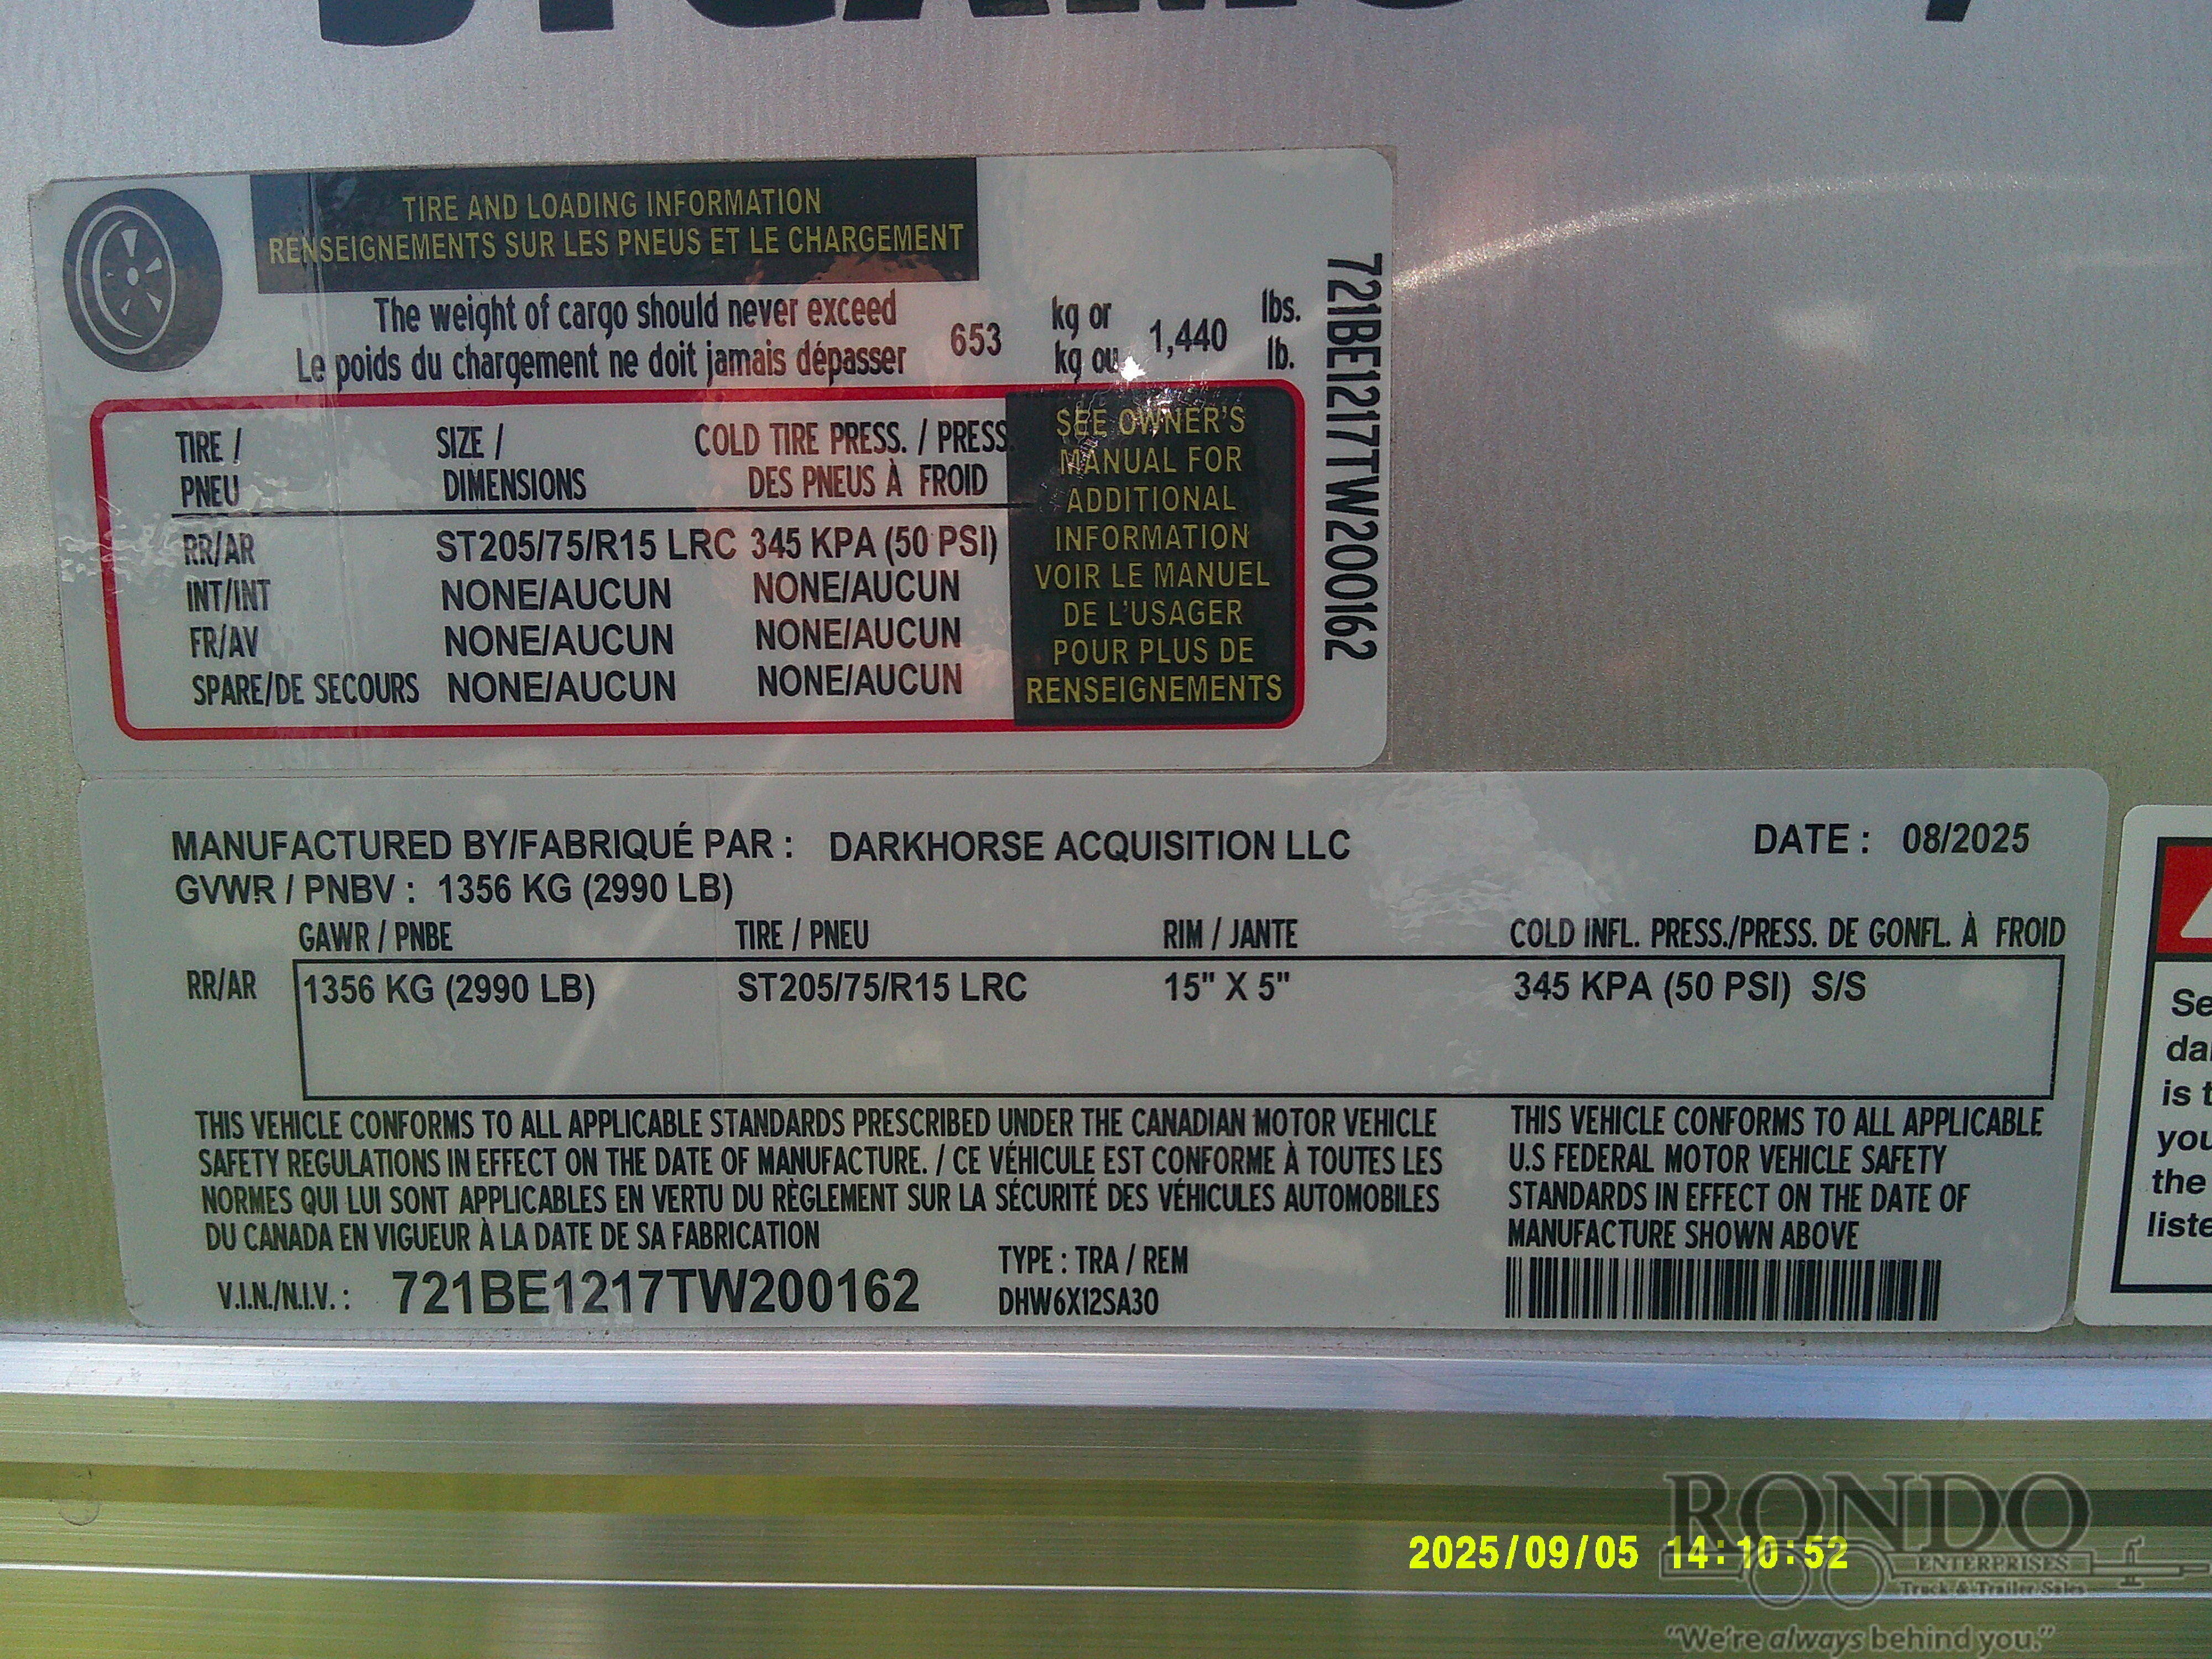 TIRE AND LOADING INFORMATION
RENSEIGNEMENTS SUR LES PNEUS ET LE CHARGEMENT
The weight of cargo should never exceed
Le poids du chargement ne doit jamais dépasser
653
kg or
kg ou
1,440
lbs.
lb.
721BE1217TW200162
TIRE / SIZE / COLD TIRE PRESS. / PRESS.
PNEU DIMENSIONS DES PNEUS À FROID
RR/AR ST205/75/R15 LRC 345 KPA (50 PSI)
INT/INT NONE/AUCUN NONE/AUCUN
FR/AV NONE/AUCUN NONE/AUCUN
SPARE/DE SECOURS NONE/AUCUN NONE/AUCUN
SEE OWNER'S
MANUAL FOR
ADDITIONAL
INFORMATION
VOIR LE MANUEL
DE L'USAGER
POUR PLUS DE
RENSEIGNEMENTS
MANUFACTURED BY/FABRIQUÉ PAR : DARKHORSE ACQUISITION LLC DATE : 08/2025
GVWR / PNBV : 1356 KG (2990 LB)
GAWR / PNBE TIRE / PNEU RIM / JANTE COLD INFL. PRESS./PRESS. DE GONFL. À FROID
RR/AR 1356 KG (2990 LB) ST205/75/R15 LRC 15" X 5" 345 KPA (50 PSI) S/S
THIS VEHICLE CONFORMS TO ALL APPLICABLE STANDARDS PRESCRIBED UNDER THE CANADIAN MOTOR VEHICLE
SAFETY REGULATIONS IN EFFECT ON THE DATE OF MANUFACTURE. / CE VÉHICULE EST CONFORME À TOUTES LES
NORMES QUI LUI SONT APPLICABLES EN VERTU DU RÈGLEMENT SUR LA SÉCURITÉ DES VÉHICULES AUTOMOBILES
DU CANADA EN VIGUEUR À LA DATE DE SA FABRICATION
THIS VEHICLE CONFORMS TO ALL APPLICABLE
U.S FEDERAL MOTOR VEHICLE SAFETY
STANDARDS IN EFFECT ON THE DATE OF
MANUFACTURE SHOWN ABOVE
V.I.N./N.I.V. : 721BE1217TW200162
TYPE : TRA / REM
DHW6X12SA30
is
the
2025/09/05 14:10:52
RONDO
ENTERPRISES
Truck & Trailer Sales
"We're always behind you."